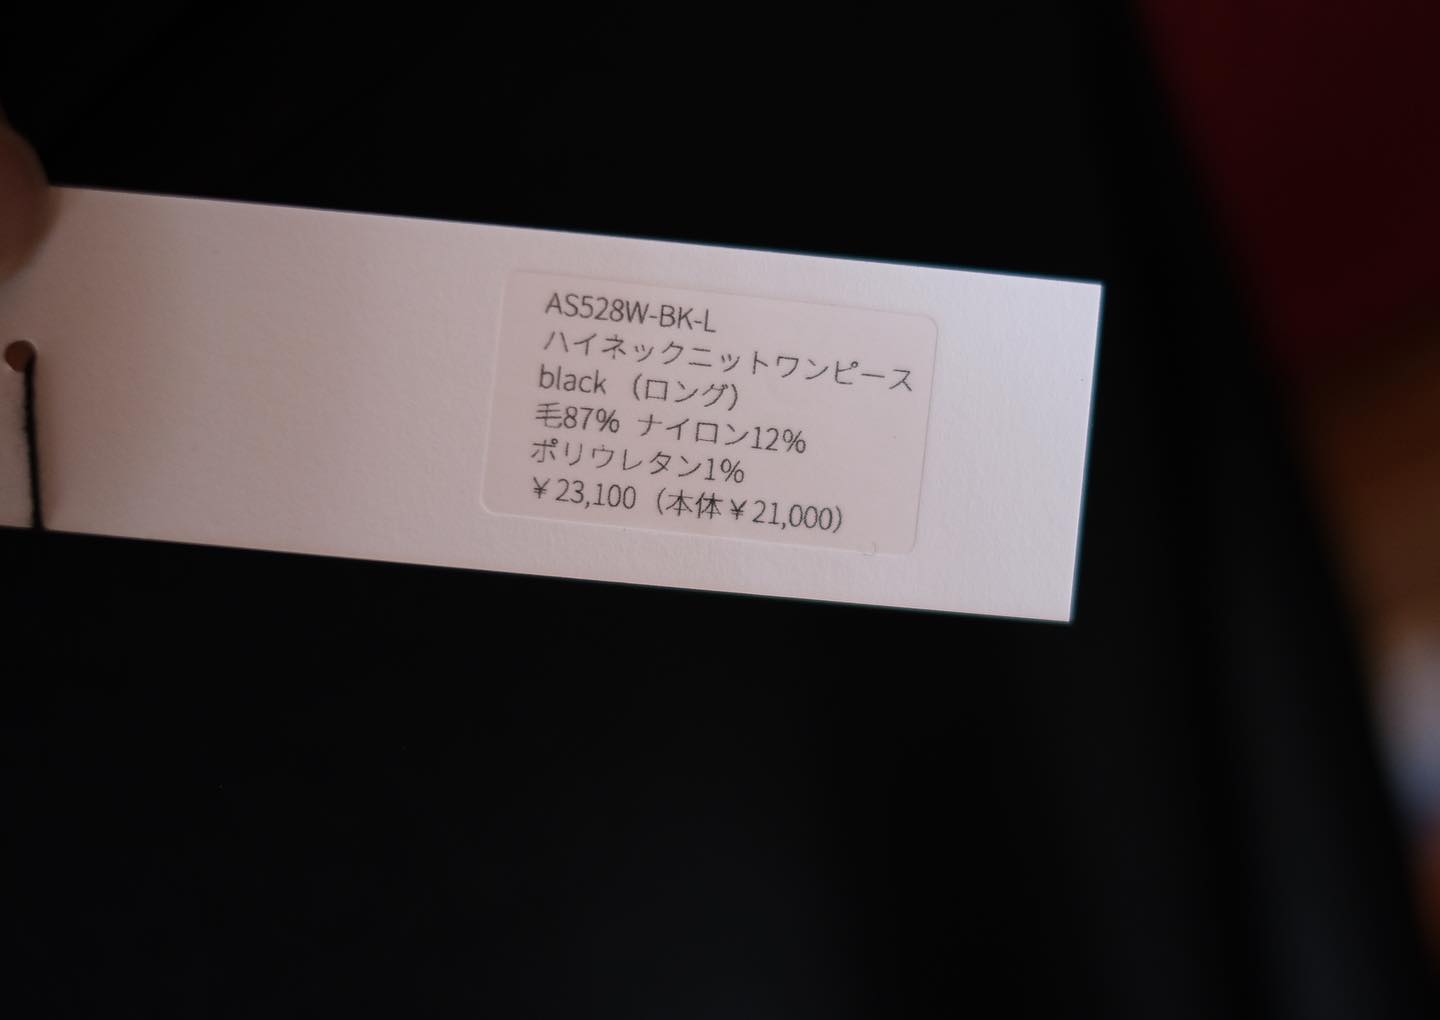 AS528W-BK-L
ハイネックニットワンピース
black （ロング）
毛87% ナイロン12%
ポリウレタン1%
￥23,100（本体￥21,000）